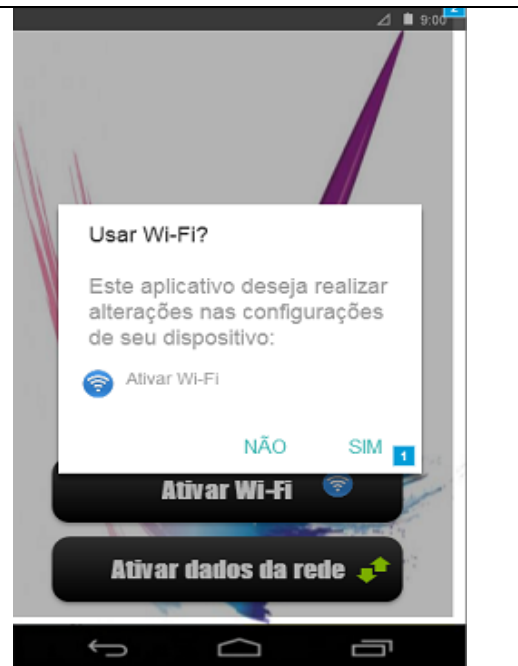 2
9:00
Usar Wi-Fi?
Este aplicativo deseja realizar
alterações nas configurações
de seu dispositivo:
Ativar Wi-Fi
NÃO SIM
1
Ativar Wi-Fi
Ativar dados da rede